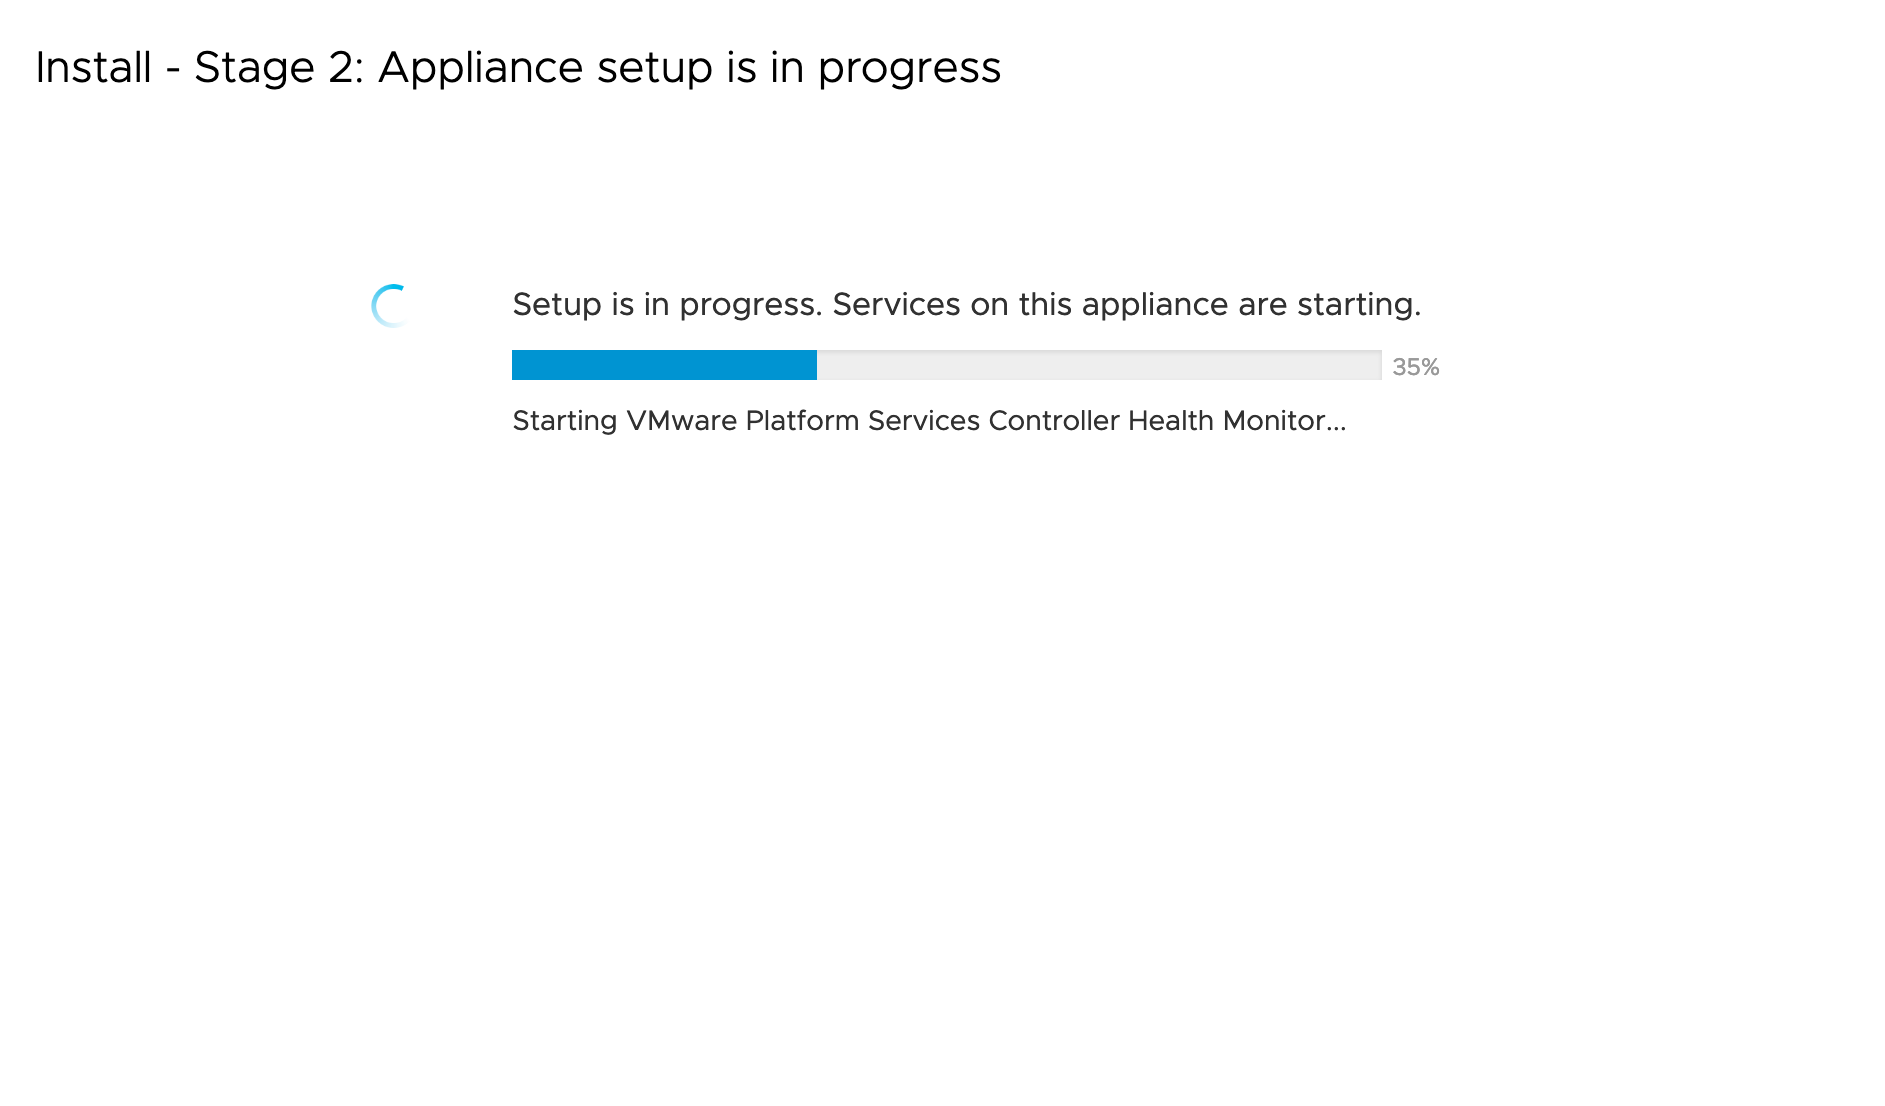 Install - Stage 2: Appliance setup is in progress
Setup is in progress. Services on this appliance are starting.
35%
Starting VMware Platform Services Controller Health Monitor...